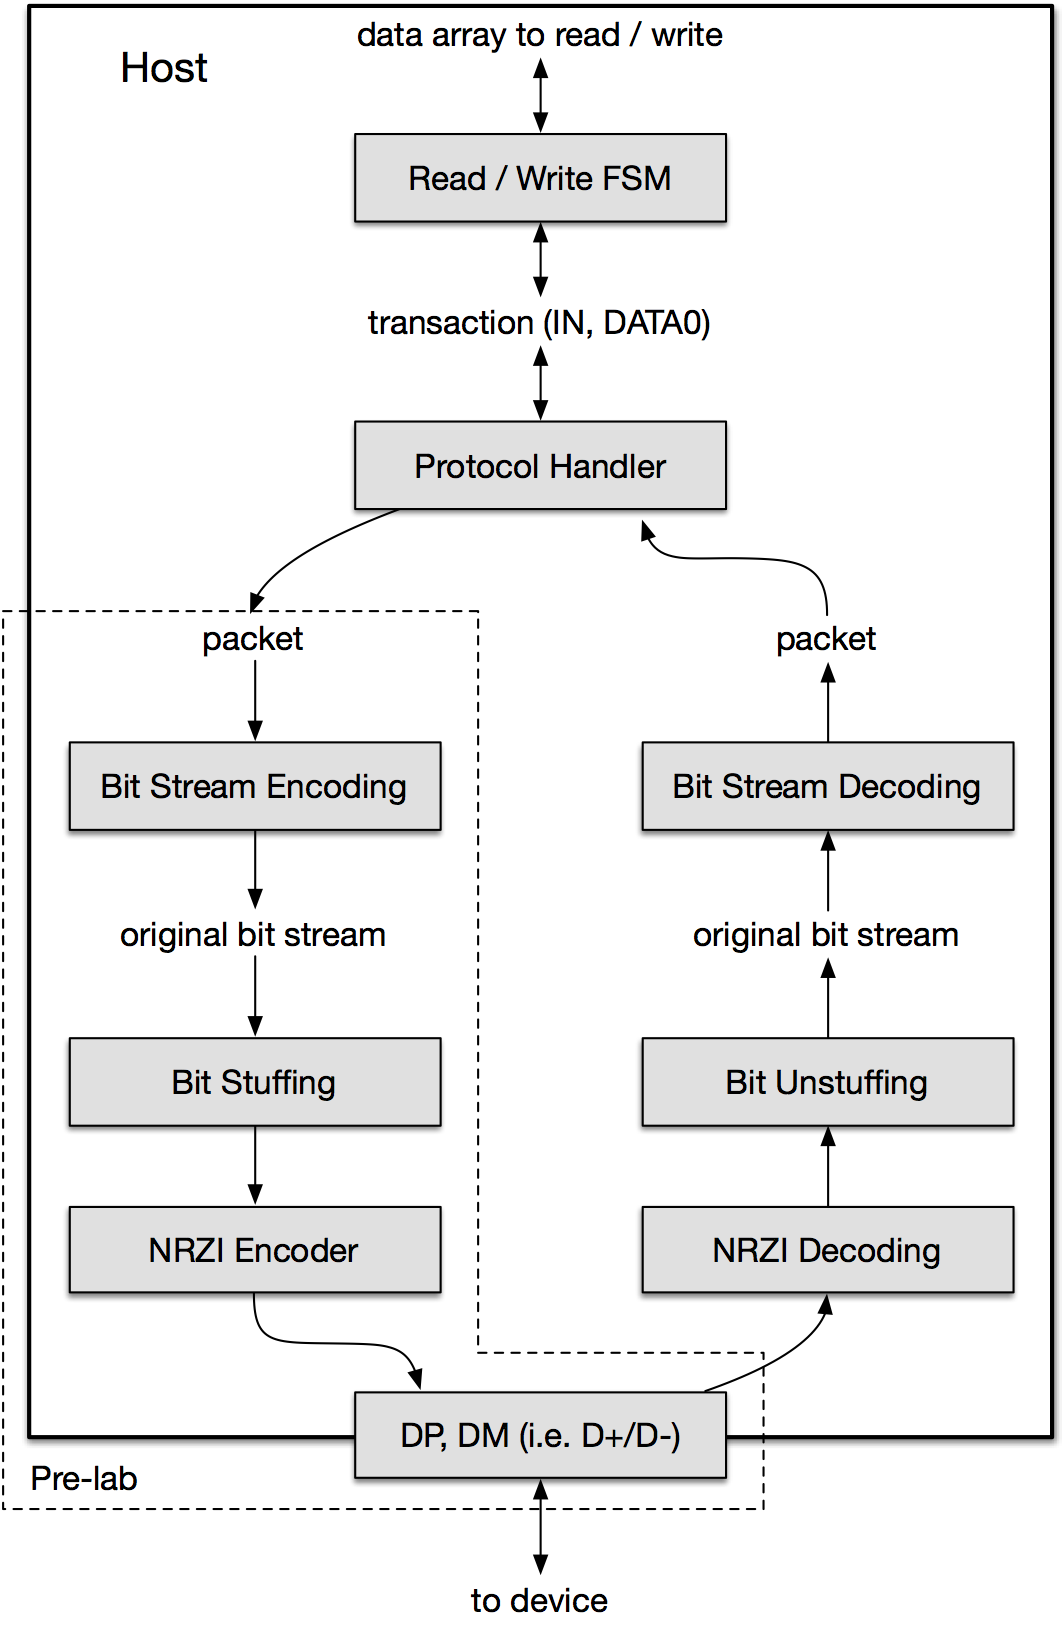 data array to read / write
Host
Read / Write FSM
transaction (IN, DATA0)
Protocol Handler
packet
packet
Bit Stream Encoding
Bit Stream Decoding
original bit stream
original bit stream
Bit Stuffing
Bit Unstuffing
NRZI Encoder
NRZI Decoding
DP, DM (i.e. D+/D-)
Pre-lab
to device